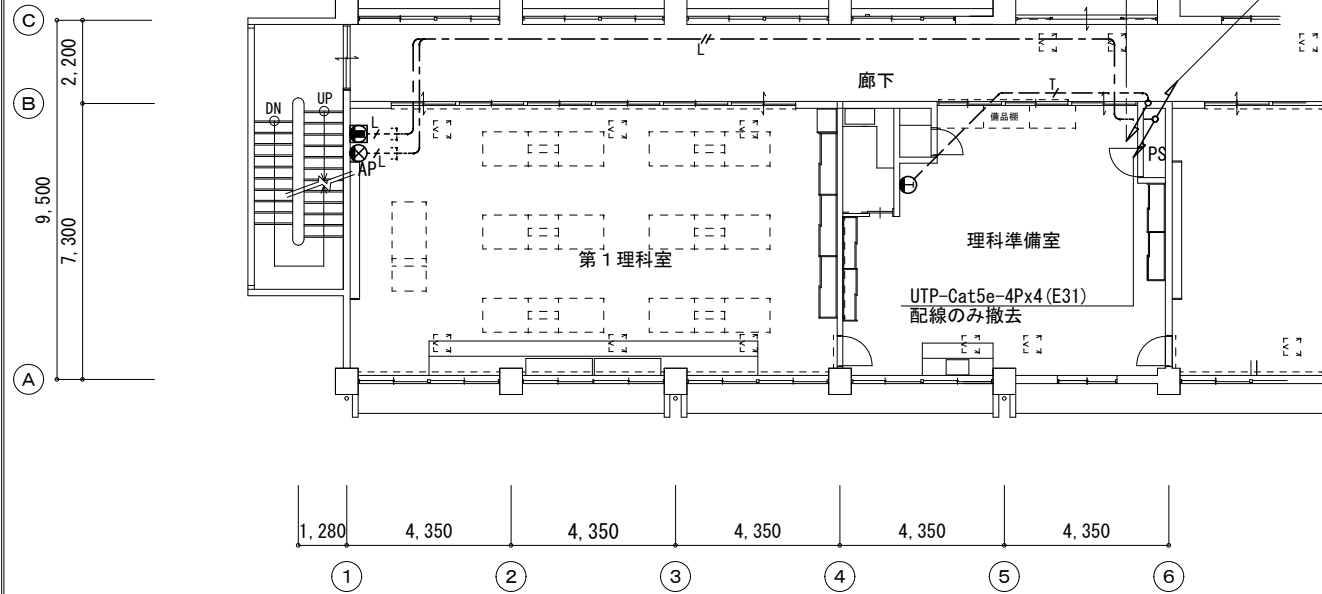 C
2,200
L
廊下
T
B
DN
UP
L
備品棚
L
AP
PS
9,500
7,300
第1理科室
理科準備室
UTP-Cat5e-4Px4(E31)
配線のみ撤去
A
1,280
4,350
4,350
4,350
4,350
4,350
1
2
3
4
5
6